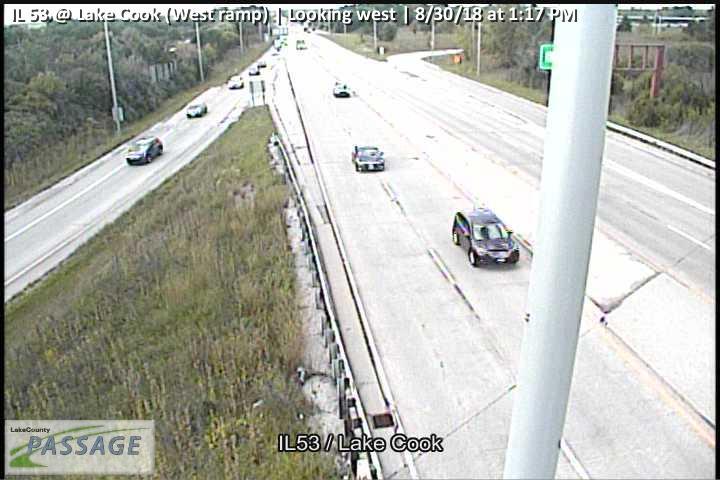 IL 53 @ Lake Cook (West ramp) | Looking west | 8/30/18 at 1:17 PM
LakeCounty
PASSAGE
IL53 / Lake Cook